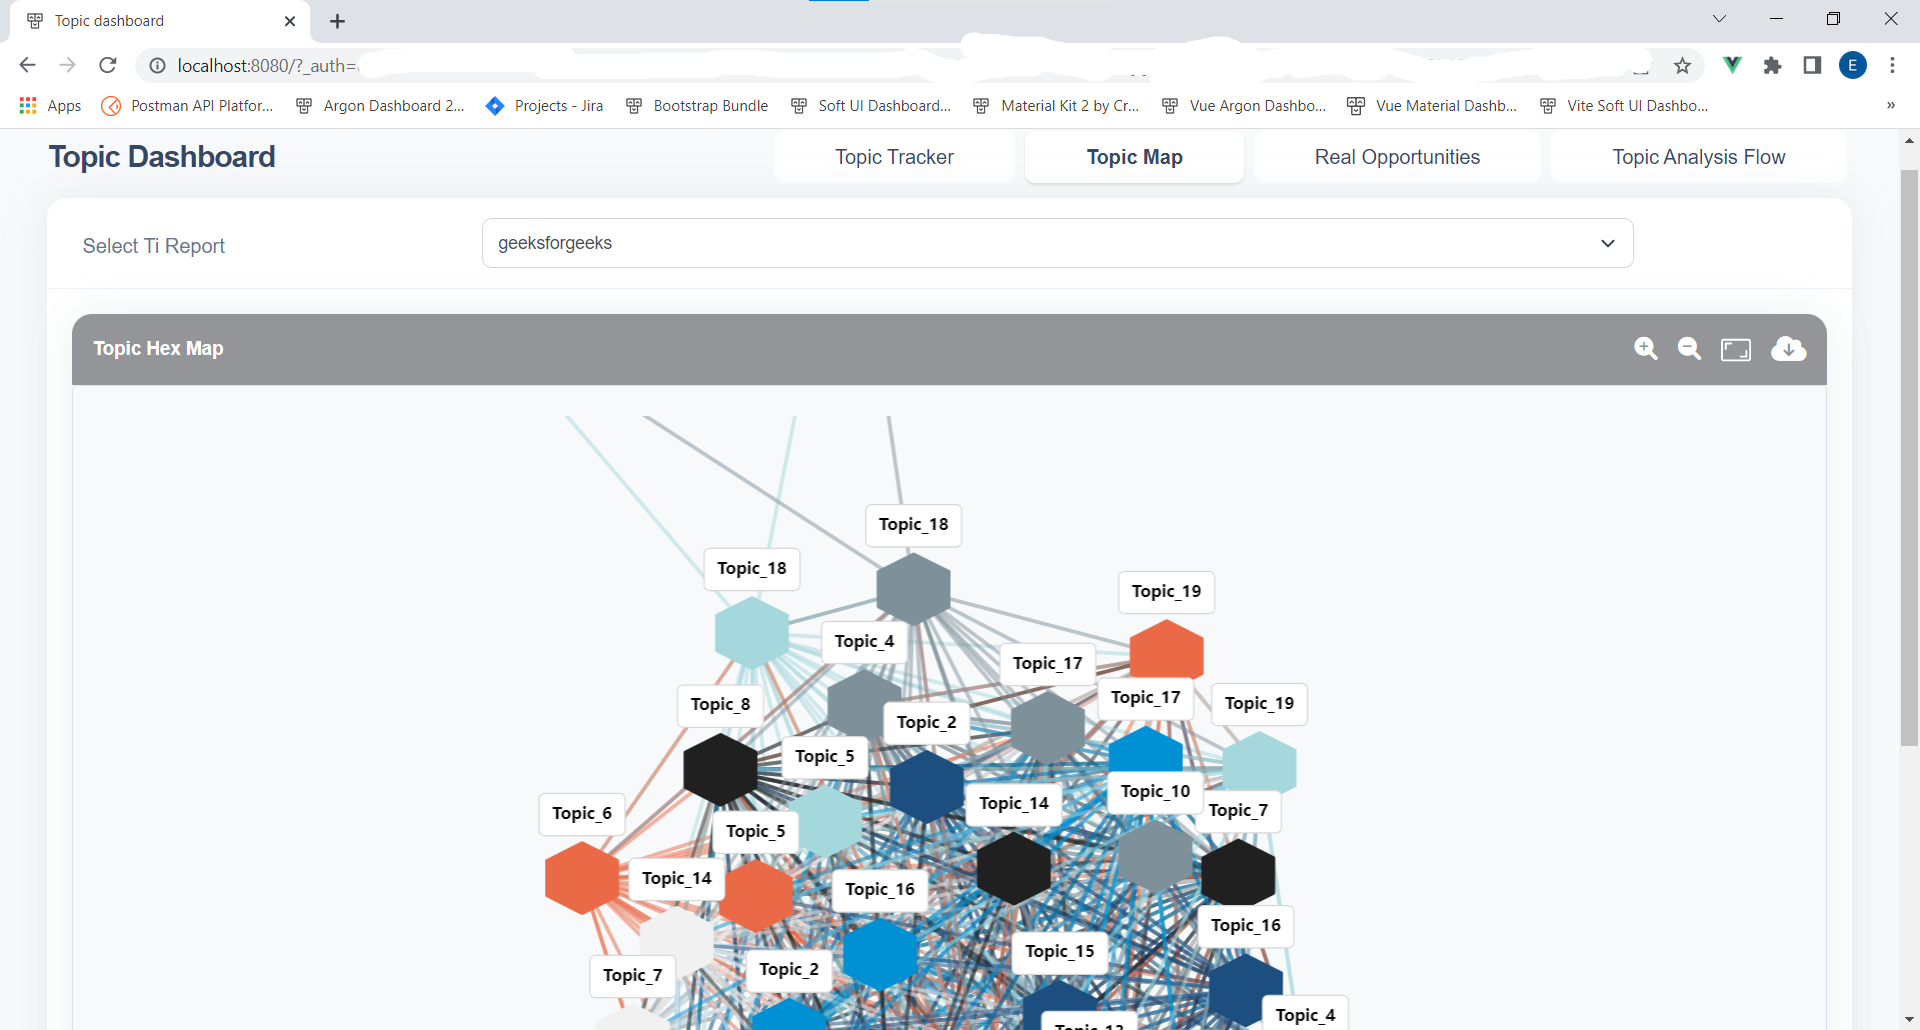 Topic dashboard
localhost:8080/?_auth=
Apps Postman API Platfor... Argon Dashboard 2... Projects - Jira Bootstrap Bundle Soft UI Dashboard... Material Kit 2 by Cr... Vue Argon Dashbo... Vue Material Dashb... Vite Soft UI Dashbo... »
E
Topic Dashboard Topic Tracker Topic Map Real Opportunities Topic Analysis Flow
Select Ti Report geeksforgeeks
Topic Hex Map
Topic_18
Topic_18
Topic_19
Topic_4
Topic_17
Topic_17
Topic_8
Topic_19
Topic_2
Topic_5
Topic_10
Topic_14
Topic_7
Topic_6
Topic_5
Topic_14
Topic_16
Topic_16
Topic_15
Topic_2
Topic_7
Topic_4